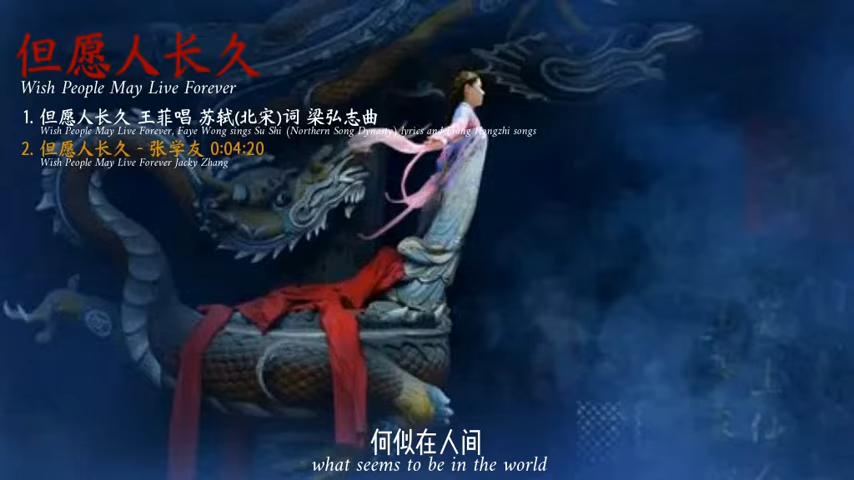 但愿人长久
Wish People May Live Forever
1. 但愿人长久 王菲唱 苏轼(北宋)词 梁弘志曲
Wish People May Live Forever, Faye Wong sings Su Shi (Northern Song Dynasty) lyrics and Liang Hongzhi songs
2. 但愿人长久 - 张学友 0:04:20
Wish People May Live Forever Jacky Zhang
何似在人间
what seems to be in the world